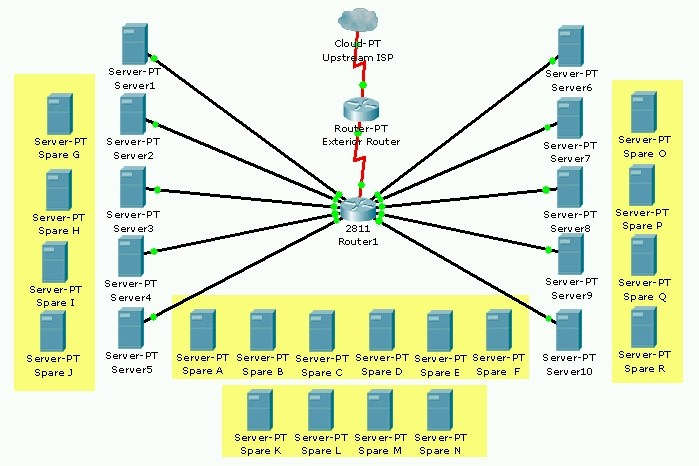 Cloud-PT
Upstream ISP
Router-PT
Exterior Router
2811
Router1
Server-PT
Server1
Server-PT
Server2
Server-PT
Server3
Server-PT
Server4
Server-PT
Server5
Server-PT
Server6
Server-PT
Server7
Server-PT
Server8
Server-PT
Server9
Server-PT
Server10
Server-PT
Spare G
Server-PT
Spare H
Server-PT
Spare I
Server-PT
Spare J
Server-PT
Spare O
Server-PT
Spare P
Server-PT
Spare Q
Server-PT
Spare R
Server-PT
Spare A
Server-PT
Spare B
Server-PT
Spare C
Server-PT
Spare D
Server-PT
Spare E
Server-PT
Spare F
Server-PT
Spare K
Server-PT
Spare L
Server-PT
Spare M
Server-PT
Spare N